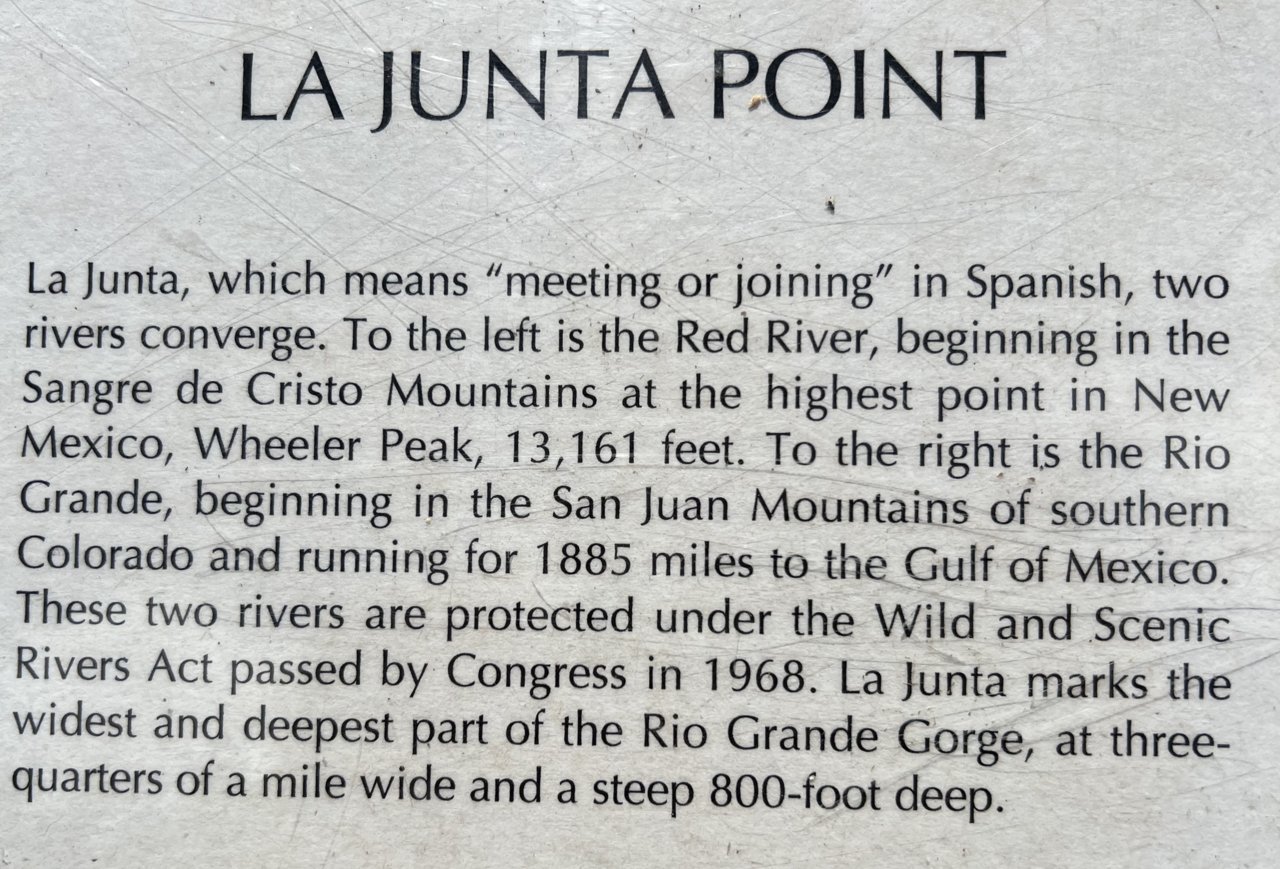 LA JUNTA POINT
La Junta, which means “meeting or joining” in Spanish, two
rivers converge. To the left is the Red River, beginning in the
Sangre de Cristo Mountains at the highest point in New
Mexico, Wheeler Peak, 13,161 feet. To the right is the Rio
Grande, beginning in the San Juan Mountains of southern
Colorado and running for 1885 miles to the Gulf of Mexico.
These two rivers are protected under the Wild and Scenic
Rivers Act passed by Congress in 1968. La Junta marks the
widest and deepest part of the Rio Grande Gorge, at three-
quarters of a mile wide and a steep 800-foot deep.